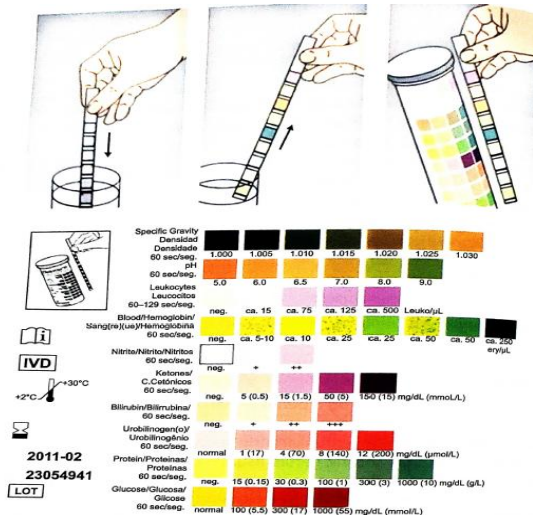 Specific Gravity
Densidad
Densidade
60 sec/seg.
1.000 1.005 1.010 1.015 1.020 1.025 1.030
pH
60 sec/seg.
5.0 6.0 6.5 7.0 8.0 9.0
Leukocytes
Leucocitos
60–129 sec/seg.
neg. ca. 15 ca. 75 ca. 125 ca. 500 Leuko/µL
Blood/Hemoglobin/
Sang(re)(ue)/Hemoglobina
60 sec/seg.
neg. ca. 5-10 ca. 10 ca. 25 ca. 25 ca. 50 ca. 50 ca. 250
ery/µL
Nitrite/Nitrito/Nitritos
60 sec/seg.
neg. + ++
Ketones/
C.Cetónicos
60 sec/seg.
neg. 5 (0.5) 15 (1.5) 50 (5) 150 (15) mg/dL (mmol/L)
Bilirubin/Bilirrubina/
60 sec/seg.
neg. + ++ +++
Urobilinogen(o)/
Urobilinogênio
60 sec/seg.
normal 1 (17) 4 (70) 8 (140) 12 (200) mg/dL (µmol/L)
Protein/Proteinas/
Proteinas
60 sec/seg.
neg. 15 (0.15) 30 (0.3) 100 (1) 300 (3) 1000 (10) mg/dL (g/L)
Glucose/Glucosa/
Glicose
60 sec/seg.
normal 100 (5.5) 300 (17) 1000 (55) mg/dL (mmol/L)
IVD
+2°C +30°C
2011-02
23054941
LOT